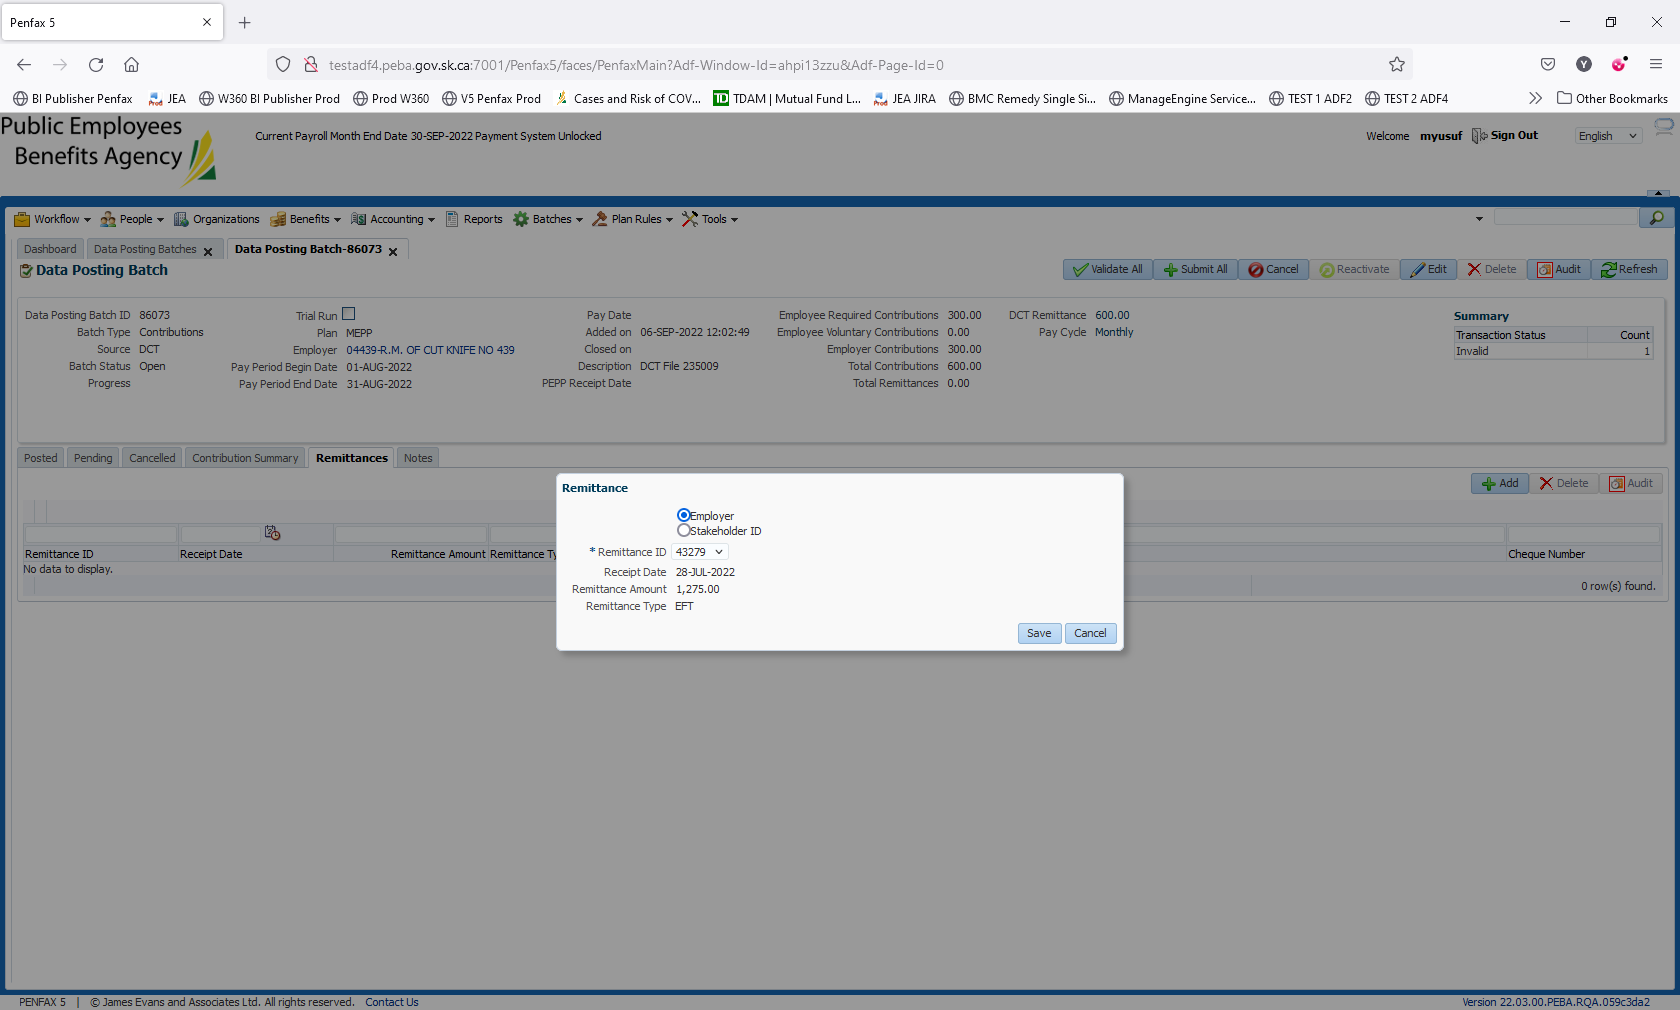 Penfax 5
testadf4.peba.gov.sk.ca:7001/Penfax5/faces/PenfaxMain?Adf-Window-Id=ahpi13zzu&Adf-Page-Id=0
Y
BI Publisher Penfax JEA W360 BI Publisher Prod Prod W360 V5 Penfax Prod Cases and Risk of COV... TD TDAM | Mutual Fund L... JEA JIRA BMC Remedy Single Si... ManageEngine Service... TEST 1 ADF2 TEST 2 ADF4 Other Bookmarks
Public Employees
Benefits Agency
Current Payroll Month End Date 30-SEP-2022 Payment System Unlocked
Welcome myusuf Sign Out English
Workflow People Organizations Benefits Accounting Reports Batches Plan Rules Tools
Dashboard Data Posting Batches Data Posting Batch-86073
Data Posting Batch
Validate All Submit All Cancel Reactivate Edit Delete Audit Refresh
Data Posting Batch ID 86073
Batch Type Contributions
Source DCT
Batch Status Open
Progress
Trial Run
Plan MEPP
Employer 04439-R.M. OF CUT KNIFE NO 439
Pay Period Begin Date 01-AUG-2022
Pay Period End Date 31-AUG-2022
Pay Date
Added on 06-SEP-2022 12:02:49
Closed on
Description DCT File 235009
PEPP Receipt Date
Employee Required Contributions 300.00
Employee Voluntary Contributions 0.00
Employer Contributions 300.00
Total Contributions 600.00
Total Remittances 0.00
DCT Remittance 600.00
Pay Cycle Monthly
Summary
Transaction Status Count
Invalid 1
Posted Pending Cancelled Contribution Summary Remittances Notes
Add Delete Audit
Remittance ID Receipt Date Remittance Amount Remittance Ty Cheque Number
No data to display.
0 row(s) found.
Remittance
Employer
Stakeholder ID
* Remittance ID 43279
Receipt Date 28-JUL-2022
Remittance Amount 1,275.00
Remittance Type EFT
Save Cancel
PENFAX 5 | © James Evans and Associates Ltd. All rights reserved. Contact Us
Version 22.03.00.PEBA.RQA.059c3da2